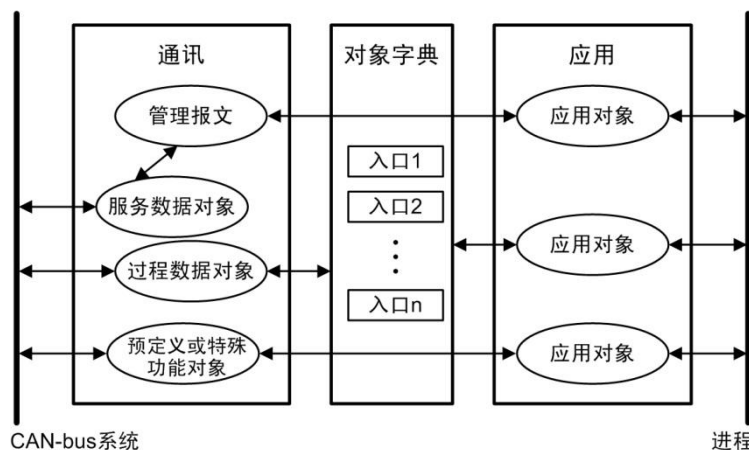 通讯
对象字典
应用
管理报文
应用对象
入口1
服务数据对象
入口2
过程数据对象
应用对象
入口n
预定义或特殊
功能对象
应用对象
CAN-bus系统
进程